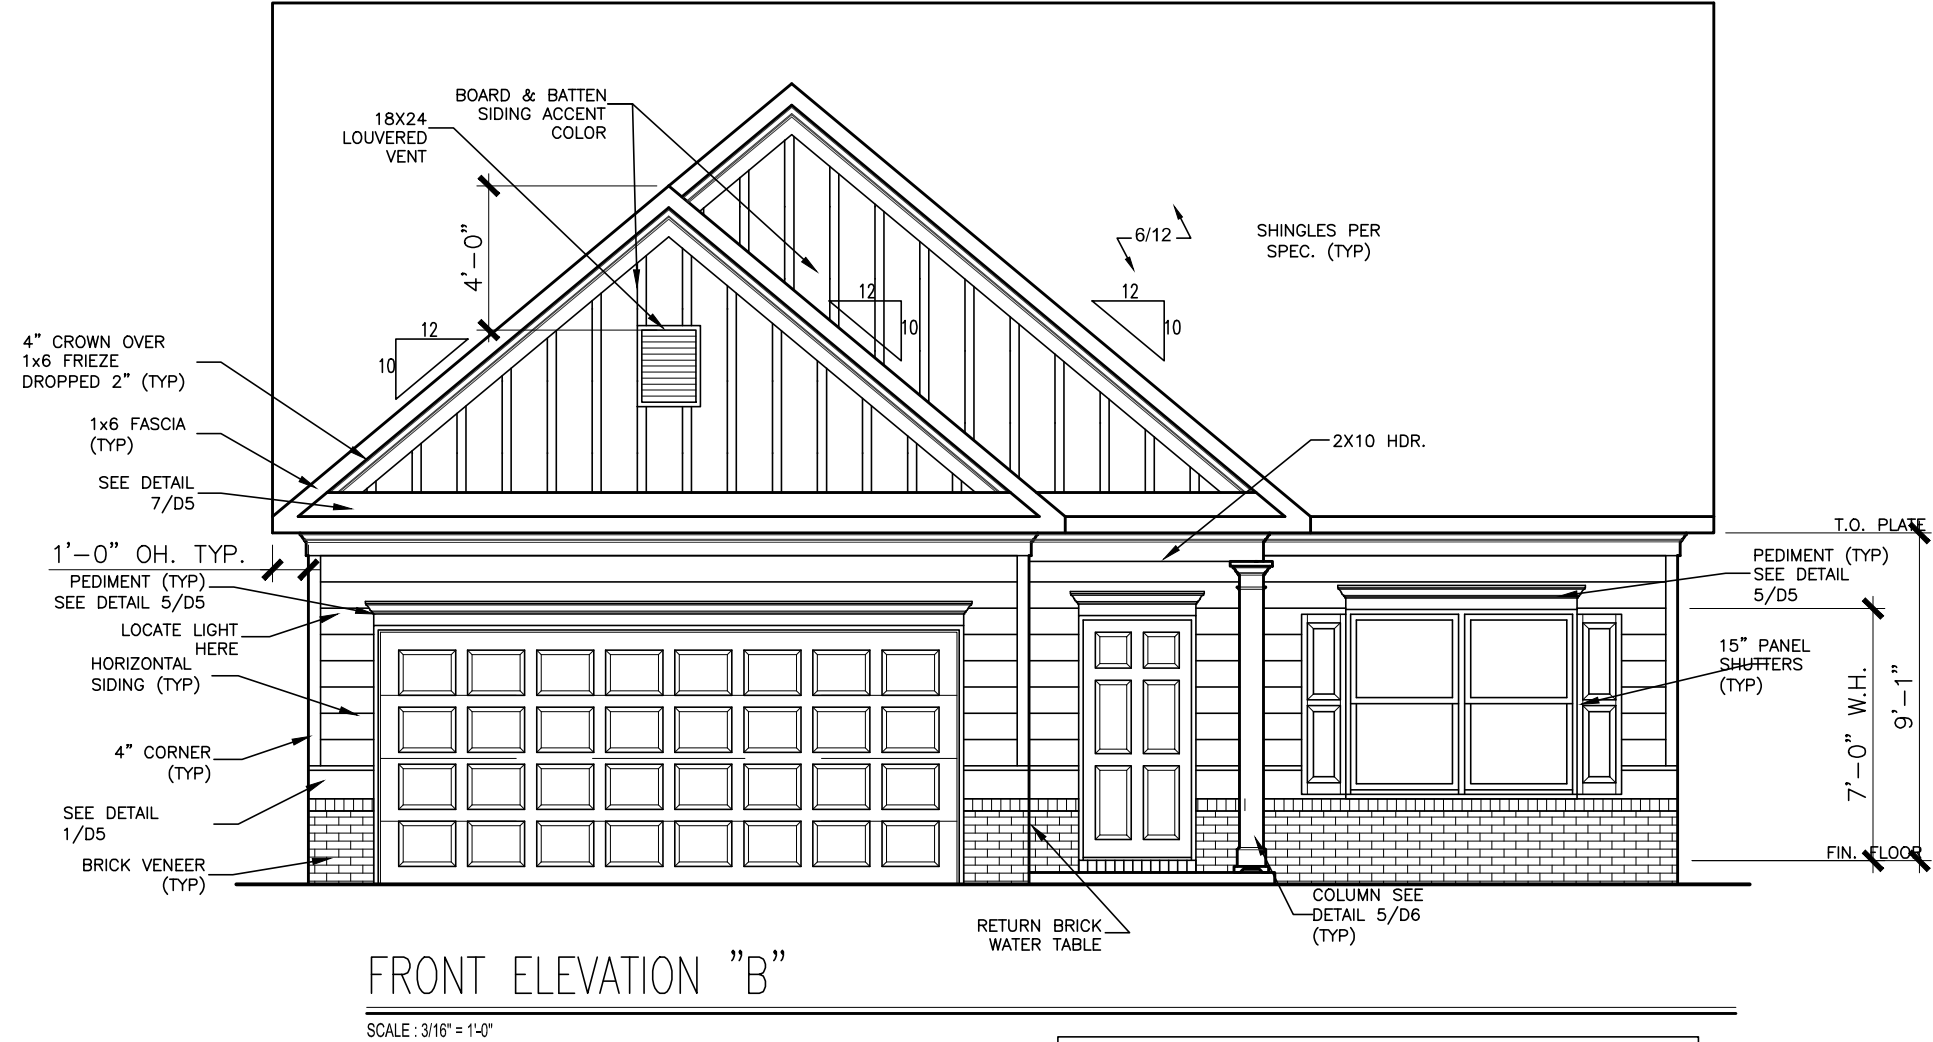 BOARD & BATTEN
SIDING ACCENT
COLOR
18X24
LOUVERED
VENT
4'-0"
12
10
12
10
6/12
12
10
SHINGLES PER
SPEC. (TYP)
4" CROWN OVER
1x6 FRIEZE
DROPPED 2" (TYP)
1x6 FASCIA
(TYP)
SEE DETAIL
7/D5
2X10 HDR.
1'-0" OH. TYP.
PEDIMENT (TYP)
SEE DETAIL 5/D5
LOCATE LIGHT
HERE
HORIZONTAL
SIDING (TYP)
4" CORNER
(TYP)
SEE DETAIL
1/D5
BRICK VENEER
(TYP)
T.O. PLATE
PEDIMENT (TYP)
SEE DETAIL
5/D5
15" PANEL
SHUTTERS
(TYP)
7'-0" W.H.
9'-1"
FIN. FLOOR
COLUMN SEE
DETAIL 5/D6
(TYP)
RETURN BRICK
WATER TABLE
FRONT ELEVATION "B"
SCALE : 3/16" = 1'-0"